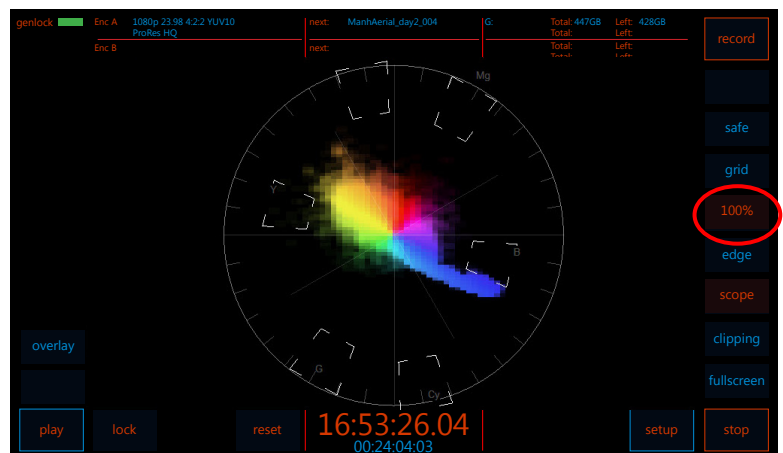 genlock
Enc A 1080p 23.98 4:2:2 YUV10
ProRes HQ
Enc B
next: ManhAerial_day2_004
next:
G: Total: 447GB Left: 428GB
Total: Left:
Total: Left:
record
Mg
safe
grid
Y
100%
B
edge
scope
overlay
clipping
G
fullscreen
Cy
play
lock
reset
16:53:26.04
00:24:04:03
setup
stop